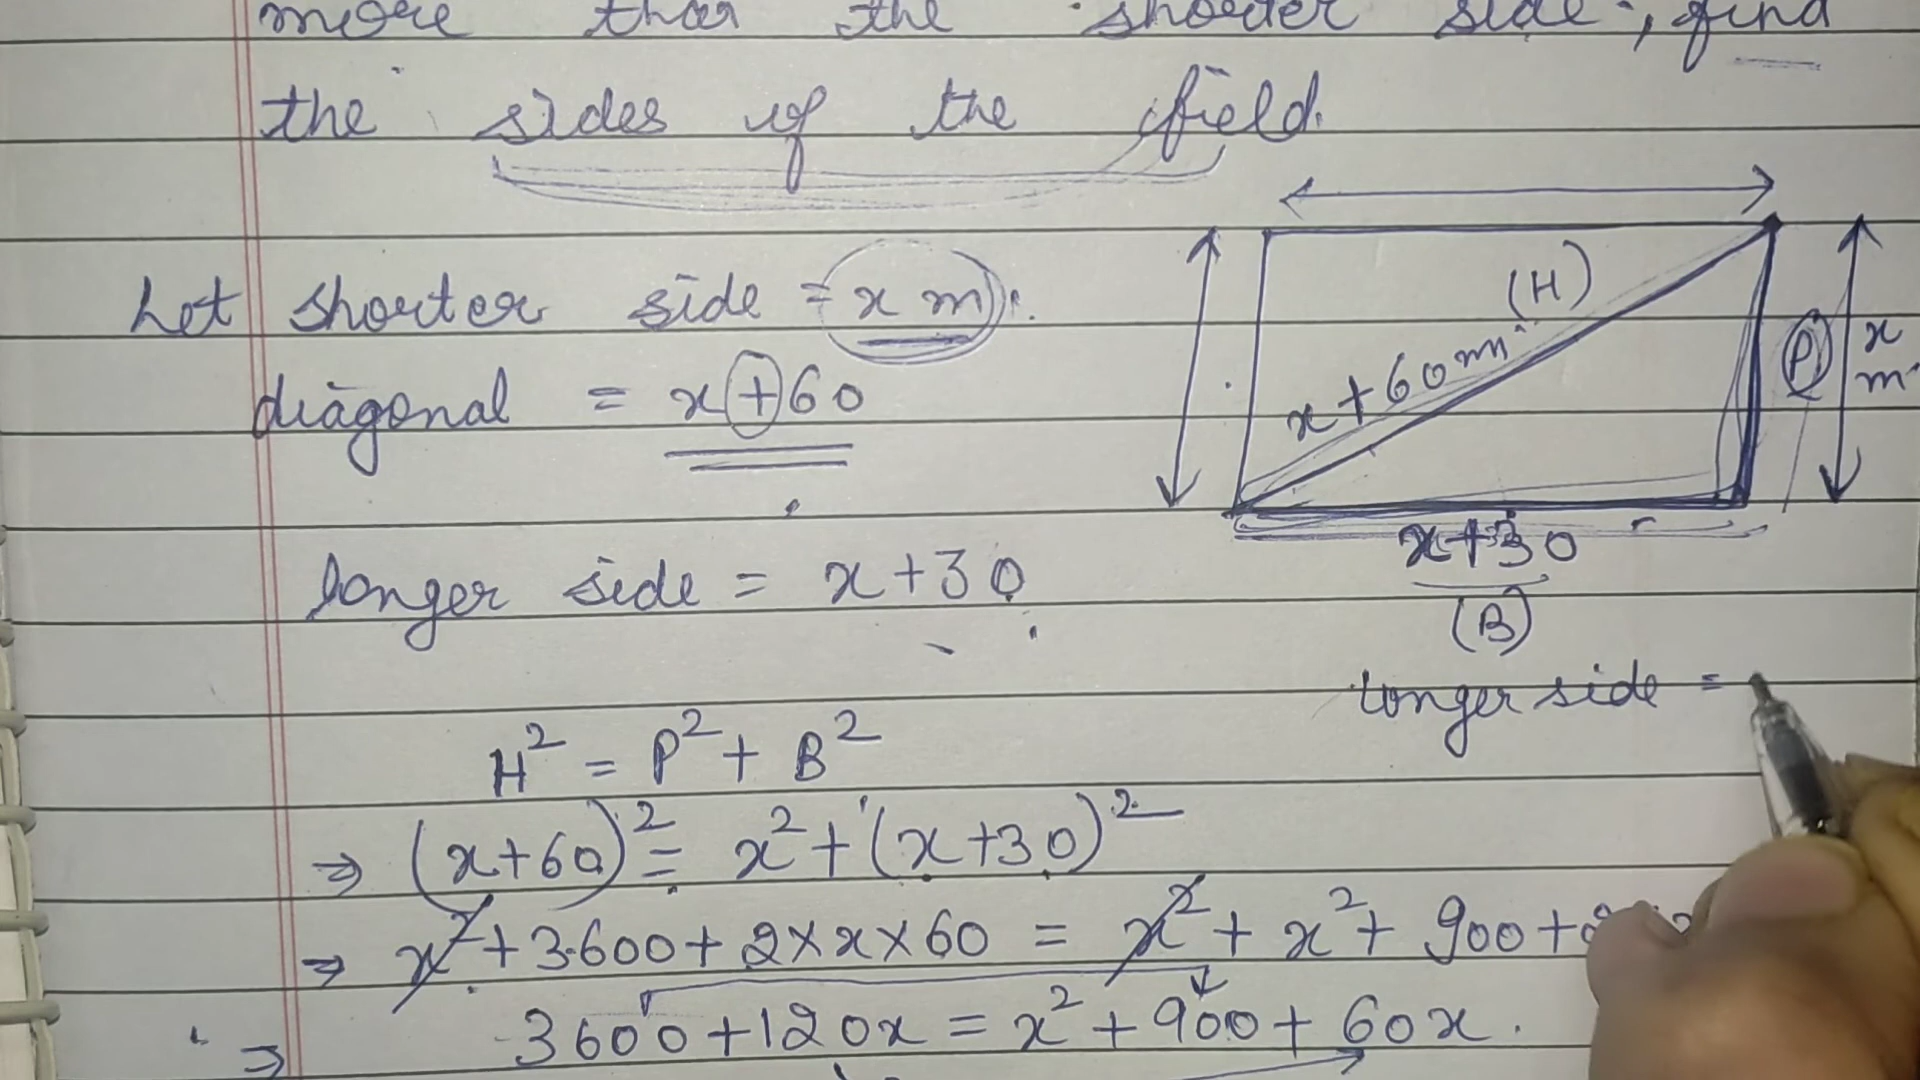 more than the shorter side, find
the sides of the field.
Let shorter side = x m.
diagonal = x+60
longer side = x+30
(H)
x+60m
(P)
x
m
x+30
(B)
longer side =
H² = P² + B²
⇒ (x+60)² = x² + (x+30)²
⇒ x² + 3600 + 2×x×60 = x² + x² + 900 +
⇒ 3600 + 120x = x² + 900 + 60x.